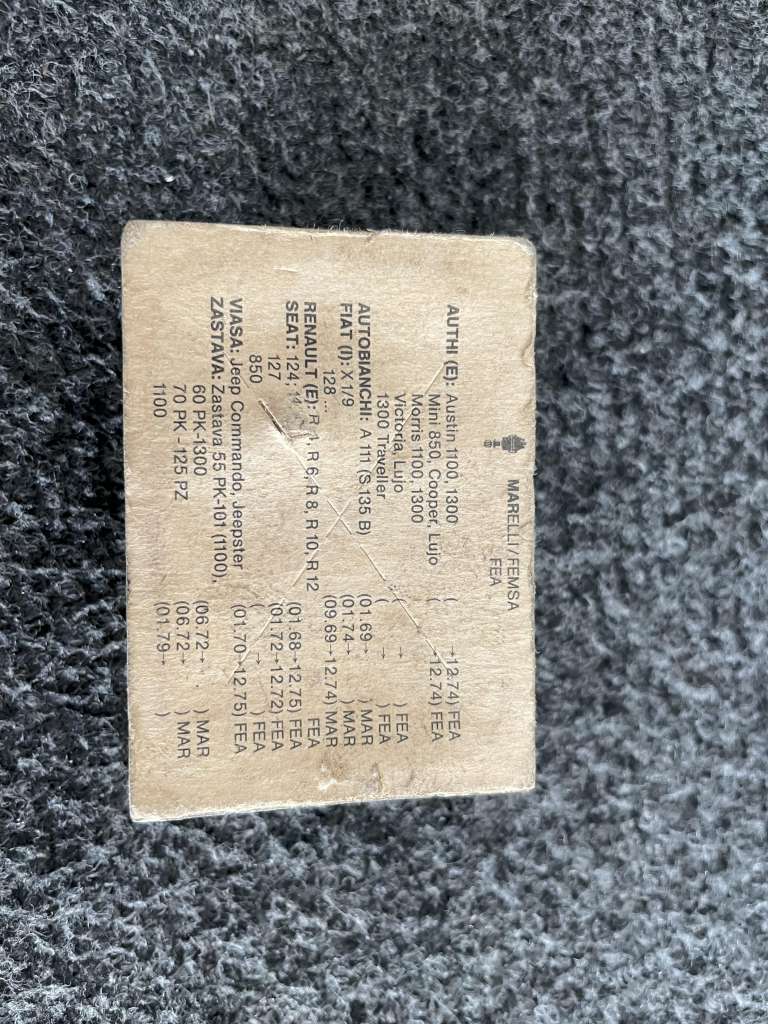 MARELLI/FEMSA
FEA
AUTHI (E): Austin 1100, 1300 ( →12.74) FEA
Mini 850, Cooper, Lujo ( 12.74) FEA
Morris 1100, 1300
Victoria, Lujo ( → ) FEA
1300 Traveller ( → ) FEA
AUTOBIANCHI: A 111 (S 135 B) (01.69→ ) MAR
FIAT (I): X 1/9 (01.74→ ) MAR
128 ... (09.69→12.74) MAR
RENAULT (E): R 4, R 6, R 8, R 10, R 12 FEA
SEAT: 124, (01.68→12.75) FEA
127 (01.72→12.72) FEA
850 ( → ) FEA
VIASA: Jeep Commando, Jeepster (01.70→12.75) FEA
ZASTAVA: Zastava 55 PK-101 (1100),
60 PK-1300 (06.72→ ) MAR
70 PK - 125 PZ (06.72→ ) MAR
1100 (01.79→ )